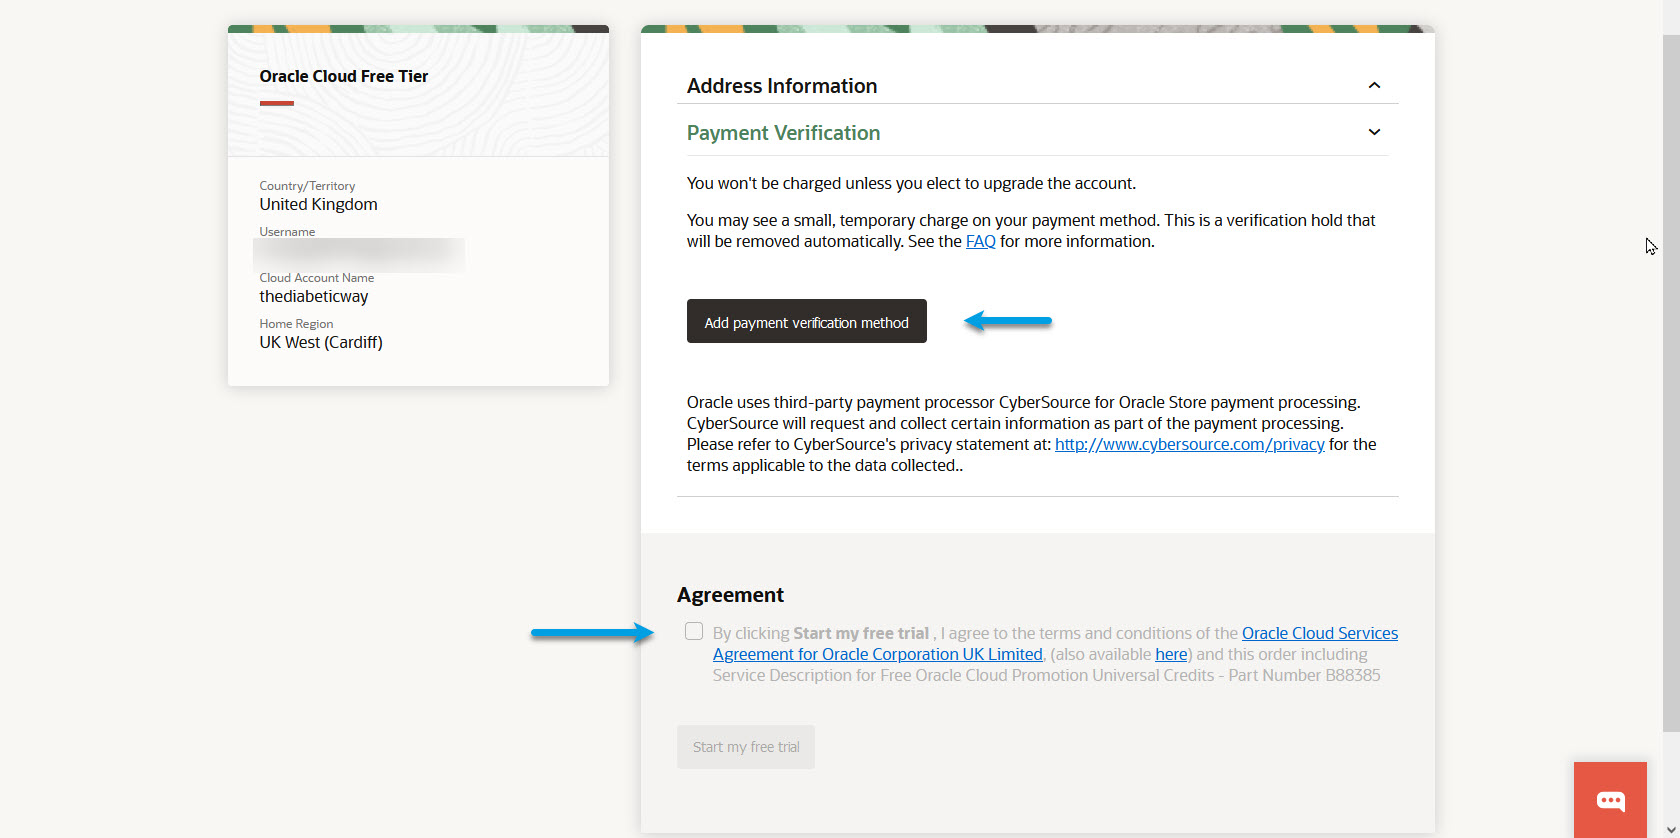 Oracle Cloud Free Tier
Country/Territory
United Kingdom
Username
Cloud Account Name
thediabeticway
Home Region
UK West (Cardiff)
Address Information
Payment Verification
You won't be charged unless you elect to upgrade the account.
You may see a small, temporary charge on your payment method. This is a verification hold that
will be removed automatically. See the FAQ for more information.
Add payment verification method
Oracle uses third-party payment processor CyberSource for Oracle Store payment processing.
CyberSource will request and collect certain information as part of the payment processing.
Please refer to CyberSource's privacy statement at: http://www.cybersource.com/privacy for the
terms applicable to the data collected..
Agreement
By clicking Start my free trial , I agree to the terms and conditions of the Oracle Cloud Services
Agreement for Oracle Corporation UK Limited, (also available here) and this order including
Service Description for Free Oracle Cloud Promotion Universal Credits - Part Number B88385
Start my free trial